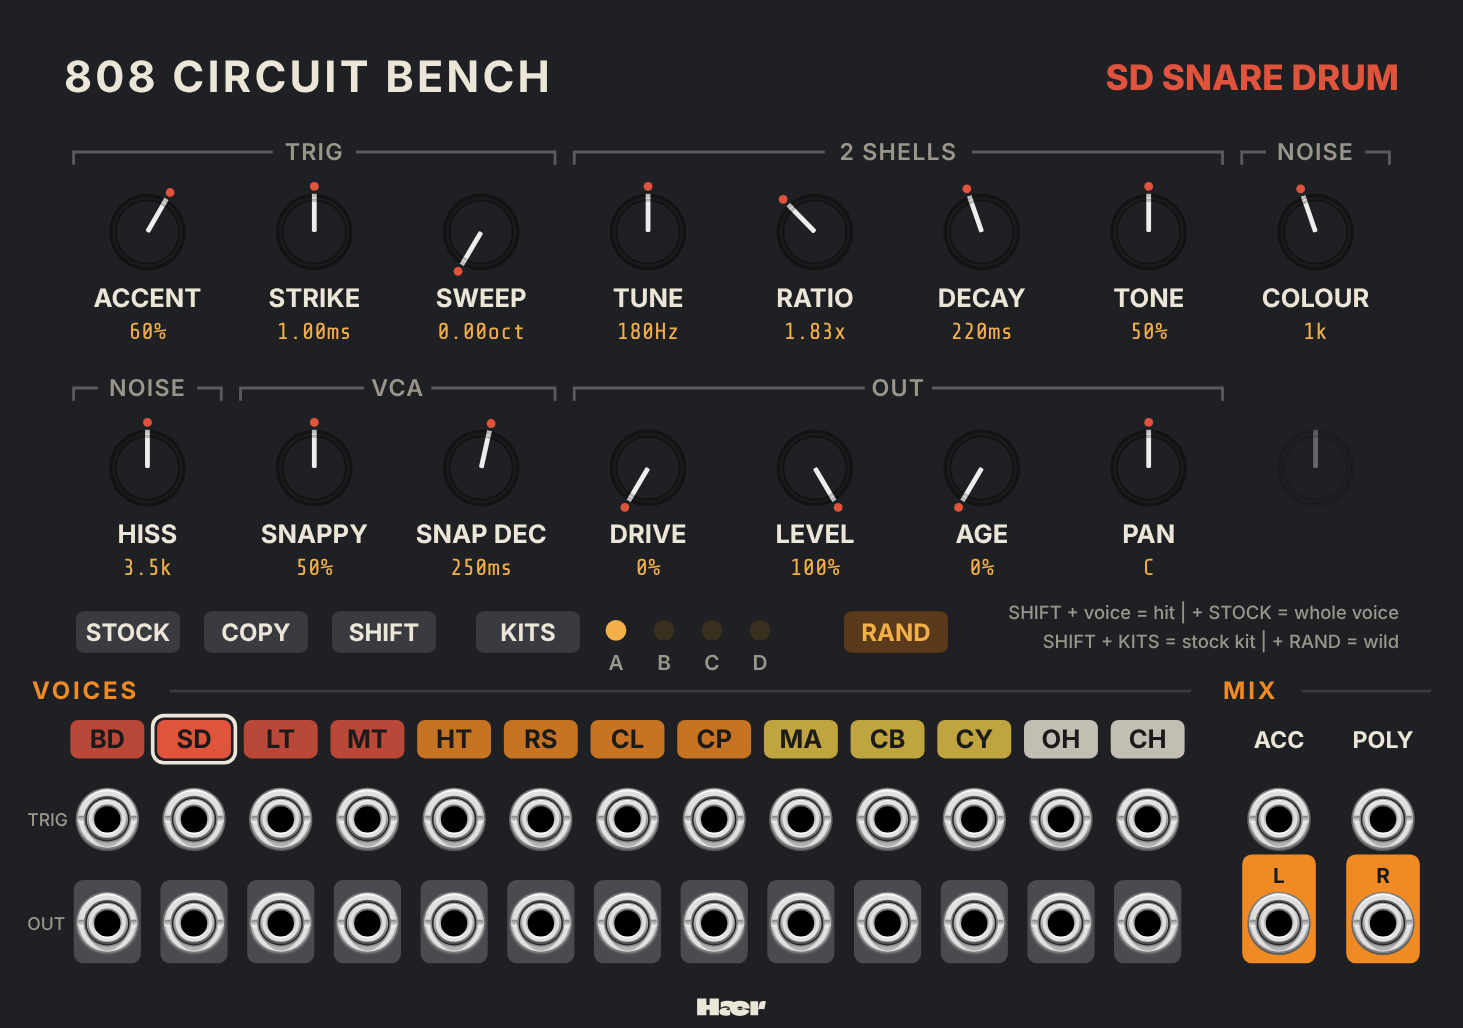 808 CIRCUIT BENCH
SD SNARE DRUM
TRIG 2 SHELLS NOISE
ACCENT STRIKE SWEEP TUNE RATIO DECAY TONE COLOUR
60% 1.00ms 0.00oct 180Hz 1.83x 220ms 50% 1k
NOISE VCA OUT
HISS SNAPPY SNAP DEC DRIVE LEVEL AGE PAN
3.5k 50% 250ms 0% 100% 0% C
STOCK COPY SHIFT KITS RAND
A B C D
SHIFT + voice = hit | + STOCK = whole voice
SHIFT + KITS = stock kit | + RAND = wild
VOICES MIX
BD SD LT MT HT RS CL CP MA CB CY OH CH ACC POLY
TRIG
L R
OUT
Hær